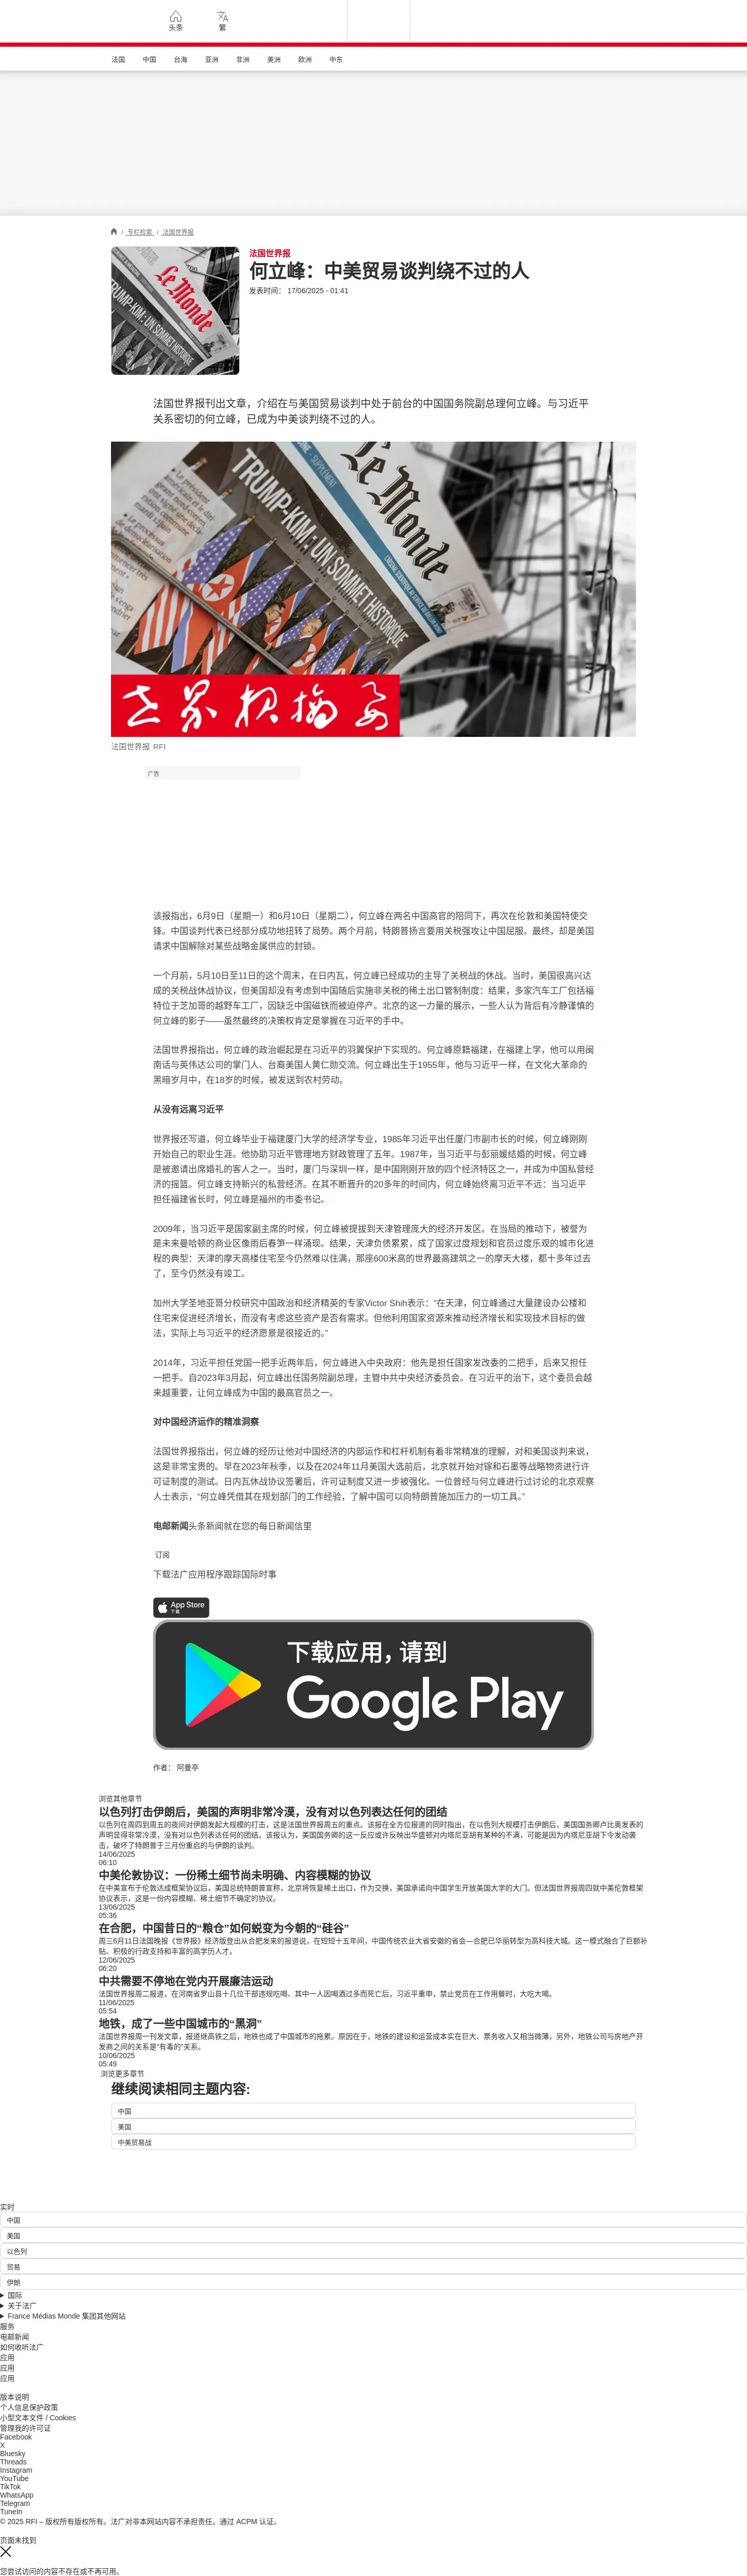 头条
繁
法国
中国
台海
亚洲
非洲
美洲
欧洲
中东
/ 专栏检索 / 法国世界报
法国世界报
何立峰：中美贸易谈判绕不过的人
发表时间： 17/06/2025 - 01:41
Le Monde
TRUMP-KIM : UN SOMMET HISTORIQUE
法国世界报刊出文章，介绍在与美国贸易谈判中处于前台的中国国务院副总理何立峰。与习近平
关系密切的何立峰，已成为中美谈判绕不过的人。
Le Monde
TRUMP-KIM : UN SOMMET HISTORIQUE
世界报摘要
法国世界报 RFI
广告
该报指出，6月9日（星期一）和6月10日（星期二），何立峰在两名中国高官的陪同下，再次在伦敦和美国特使交
锋。中国谈判代表已经部分成功地扭转了局势。两个月前，特朗普扬言要用关税强攻让中国屈服。最终，却是美国
请求中国解除对某些战略金属供应的封锁。
一个月前，5月10日至11日的这个周末，在日内瓦，何立峰已经成功的主导了关税战的休战。当时，美国很高兴达
成的关税战休战协议，但美国却没有考虑到中国随后实施非关税的稀土出口管制制度：结果，多家汽车工厂包括福
特位于芝加哥的越野车工厂，因缺乏中国磁铁而被迫停产。北京的这一力量的展示，一些人认为背后有冷静谨慎的
何立峰的影子——虽然最终的决策权肯定是掌握在习近平的手中。
法国世界报指出，何立峰的政治崛起是在习近平的羽翼保护下实现的。何立峰原籍福建，在福建上学，他可以用闽
南话与英伟达公司的掌门人、台裔美国人黄仁勋交流。何立峰出生于1955年，他与习近平一样，在文化大革命的
黑暗岁月中，在18岁的时候，被发送到农村劳动。
从没有远离习近平
世界报还写道，何立峰毕业于福建厦门大学的经济学专业，1985年习近平出任厦门市副市长的时候，何立峰刚刚
开始自己的职业生涯。他协助习近平管理地方财政管理了五年。1987年，当习近平与彭丽媛结婚的时候，何立峰
是被邀请出席婚礼的客人之一。当时，厦门与深圳一样，是中国刚刚开放的四个经济特区之一，并成为中国私营经
济的摇篮。何立峰支持新兴的私营经济。在其不断晋升的20多年的时间内，何立峰始终离习近平不远：当习近平
担任福建省长时，何立峰是福州的市委书记。
2009年，当习近平是国家副主席的时候，何立峰被提拔到天津管理庞大的经济开发区。在当局的推动下，被誉为
是未来曼哈顿的商业区像雨后春笋一样涌现。结果，天津负债累累，成了国家过度规划和官员过度乐观的城市化进
程的典型：天津的摩天高楼住宅至今仍然难以住满，那座600米高的世界最高建筑之一的摩天大楼，都十多年过去
了，至今仍然没有竣工。
加州大学圣地亚哥分校研究中国政治和经济精英的专家Victor Shih表示：“在天津，何立峰通过大量建设办公楼和
住宅来促进经济增长，而没有考虑这些资产是否有需求。但他利用国家资源来推动经济增长和实现技术目标的做
法，实际上与习近平的经济愿景是很接近的。”
2014年，习近平担任党国一把手近两年后，何立峰进入中央政府：他先是担任国家发改委的二把手，后来又担任
一把手。自2023年3月起，何立峰出任国务院副总理，主管中共中央经济委员会。在习近平的治下，这个委员会越
来越重要，让何立峰成为中国的最高官员之一。
对中国经济运作的精准洞察
法国世界报指出，何立峰的经历让他对中国经济的内部运作和杠杆机制有着非常精准的理解，对和美国谈判来说，
这是非常宝贵的。早在2023年秋季，以及在2024年11月美国大选前后，北京就开始对镓和石墨等战略物资进行许
可证制度的测试。日内瓦休战协议签署后，许可证制度又进一步被强化。一位曾经与何立峰进行过讨论的北京观察
人士表示，“何立峰凭借其在规划部门的工作经验，了解中国可以向特朗普施加压力的一切工具。”
电邮新闻头条新闻就在您的每日新闻信里
订阅
下载法广应用程序跟踪国际时事
App Store
下载
下载应用，请到
Google Play
作者： 阿曼亭
浏览其他章节
以色列打击伊朗后，美国的声明非常冷漠，没有对以色列表达任何的团结
以色列在周四到周五的夜间对伊朗发起大规模的打击，这是法国世界报周五的重点。该报在全方位报道的同时指出，在以色列大规模打击伊朗后，美国国务卿卢比奥发表的
声明显得非常冷漠，没有对以色列表达任何的团结。该报认为，美国国务卿的这一反应或许反映出华盛顿对内塔尼亚胡有某种的不满，可能是因为内塔尼亚胡下令发动袭
击，破坏了特朗普于三月份重启的与伊朗的谈判。
14/06/2025
06:10
中美伦敦协议：一份稀土细节尚未明确、内容模糊的协议
在中美宣布于伦敦达成框架协议后，美国总统特朗普宣称，北京将恢复稀土出口，作为交换，美国承诺向中国学生开放美国大学的大门。但法国世界报周四就中美伦敦框架
协议表示，这是一份内容模糊、稀土细节不确定的协议。
13/06/2025
05:36
在合肥，中国昔日的“粮仓”如何蜕变为今朝的“硅谷”
周三6月11日法国晚报《世界报》经济版登出从合肥发来的报道说，在短短十五年间，中国传统农业大省安徽的省会—合肥已华丽转型为高科技大城。这一模式融合了巨额补
贴、积极的行政支持和丰富的高学历人才。
12/06/2025
06:20
中共需要不停地在党内开展廉洁运动
法国世界报周二报道，在河南省罗山县十几位干部违规吃喝、其中一人因喝酒过多而死亡后，习近平重申，禁止党员在工作用餐时，大吃大喝。
11/06/2025
05:54
地铁，成了一些中国城市的“黑洞”
法国世界报周一刊发文章，报道继高铁之后，地铁也成了中国城市的拖累。原因在于，地铁的建设和运营成本实在巨大、票务收入又相当微薄，另外，地铁公司与房地产开
发商之间的关系是“有毒的”关系。
10/06/2025
05:49
浏览更多章节
继续阅读相同主题内容:
中国
美国
中美贸易战
实时
中国
美国
以色列
贸易
伊朗
国际
关于法广
France Médias Monde 集团其他网站
服务
电邮新闻
如何收听法广
应用
应用
应用
版本说明
个人信息保护政策
小型文本文件 / Cookies
管理我的许可证
Facebook
X
Bluesky
Threads
Instagram
YouTube
TikTok
WhatsApp
Telegram
TuneIn
© 2025 RFI – 版权所有版权所有。法广对非本网站内容不承担责任。通过 ACPM 认证。
页面未找到
您尝试访问的内容不存在或不再可用。